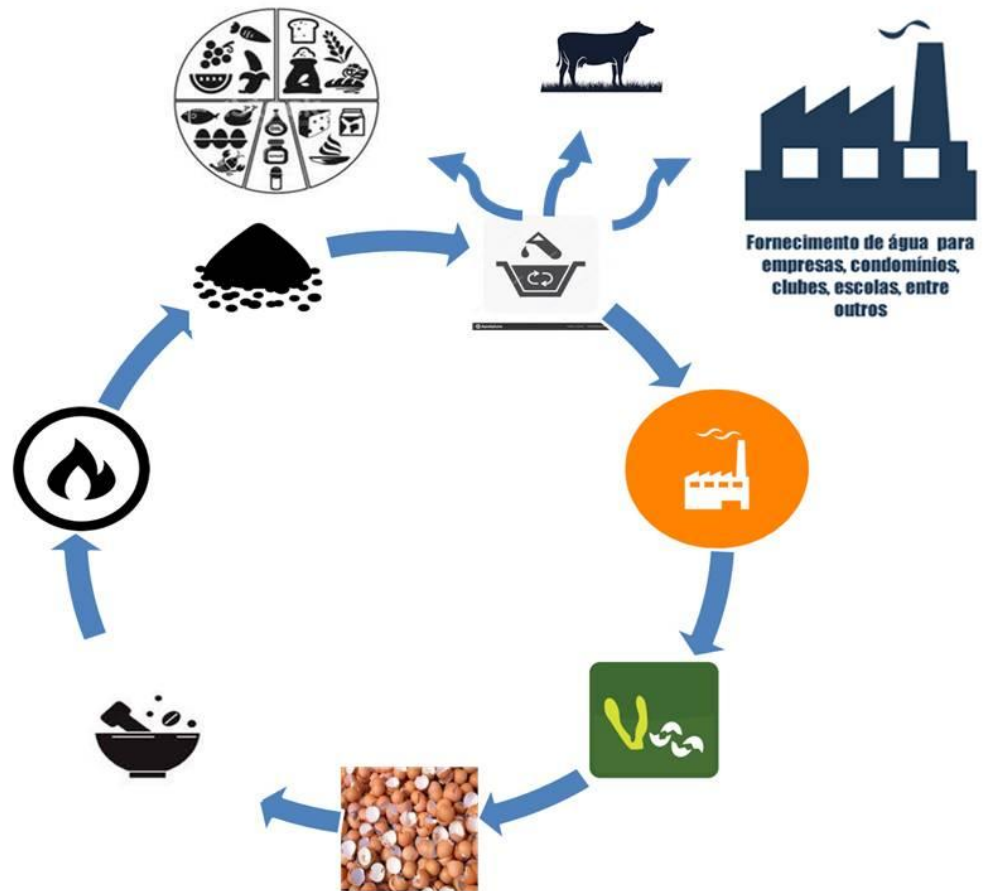 Fornecimento de água para
empresas, condomínios,
clubes, escolas, entre
outros